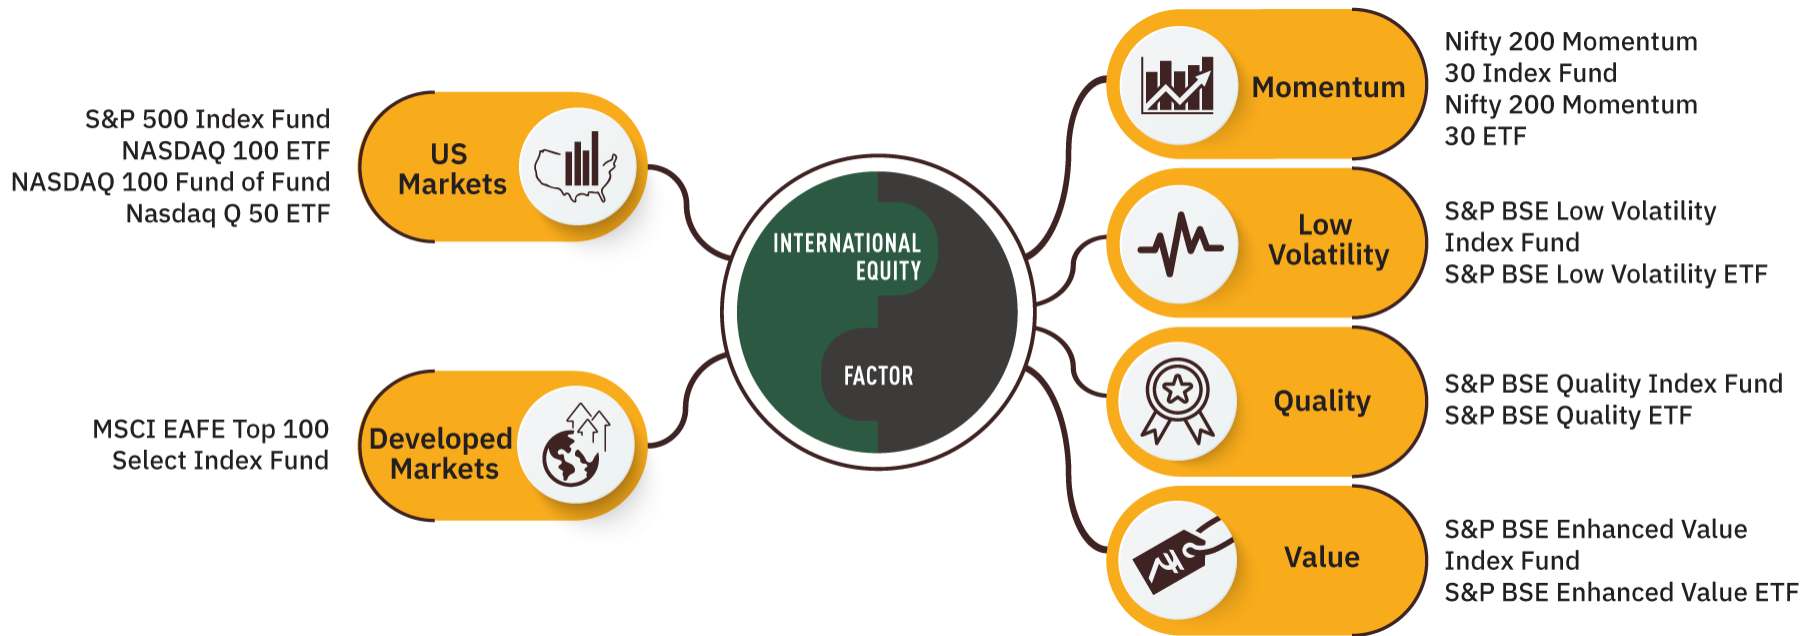 S&P 500 Index Fund
NASDAQ 100 ETF
NASDAQ 100 Fund of Fund
Nasdaq Q 50 ETF
US
Markets
MSCI EAFE Top 100
Select Index Fund
Developed
Markets
INTERNATIONAL
EQUITY
FACTOR
Momentum
Nifty 200 Momentum
30 Index Fund
Nifty 200 Momentum
30 ETF
Low
Volatility
S&P BSE Low Volatility
Index Fund
S&P BSE Low Volatility ETF
Quality
S&P BSE Quality Index Fund
S&P BSE Quality ETF
Value
S&P BSE Enhanced Value
Index Fund
S&P BSE Enhanced Value ETF